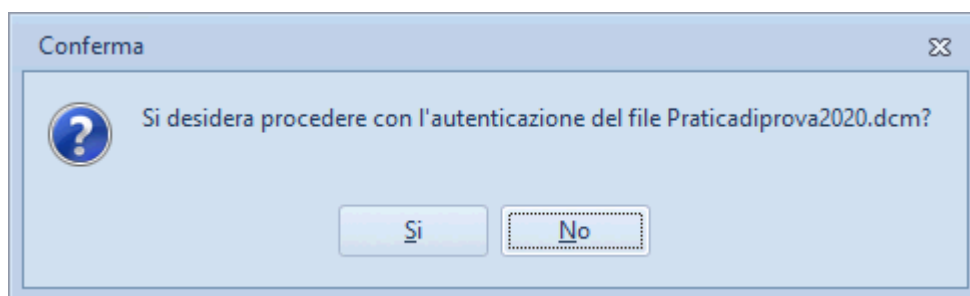 Conferma
Si desidera procedere con l'autenticazione del file Praticadiprova2020.dcm?
Si
No